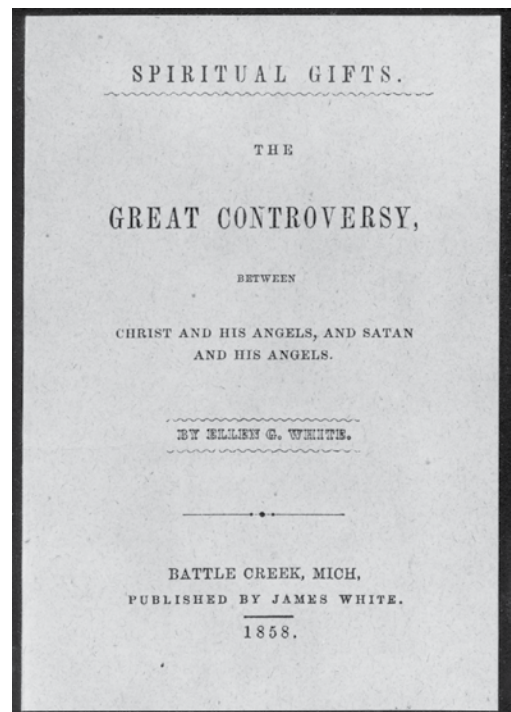 SPIRITUAL GIFTS.
THE
GREAT CONTROVERSY,
BETWEEN
CHRIST AND HIS ANGELS, AND SATAN
AND HIS ANGELS.
BY ELLEN G. WHITE.
BATTLE CREEK, MICH,
PUBLISHED BY JAMES WHITE.
1858.